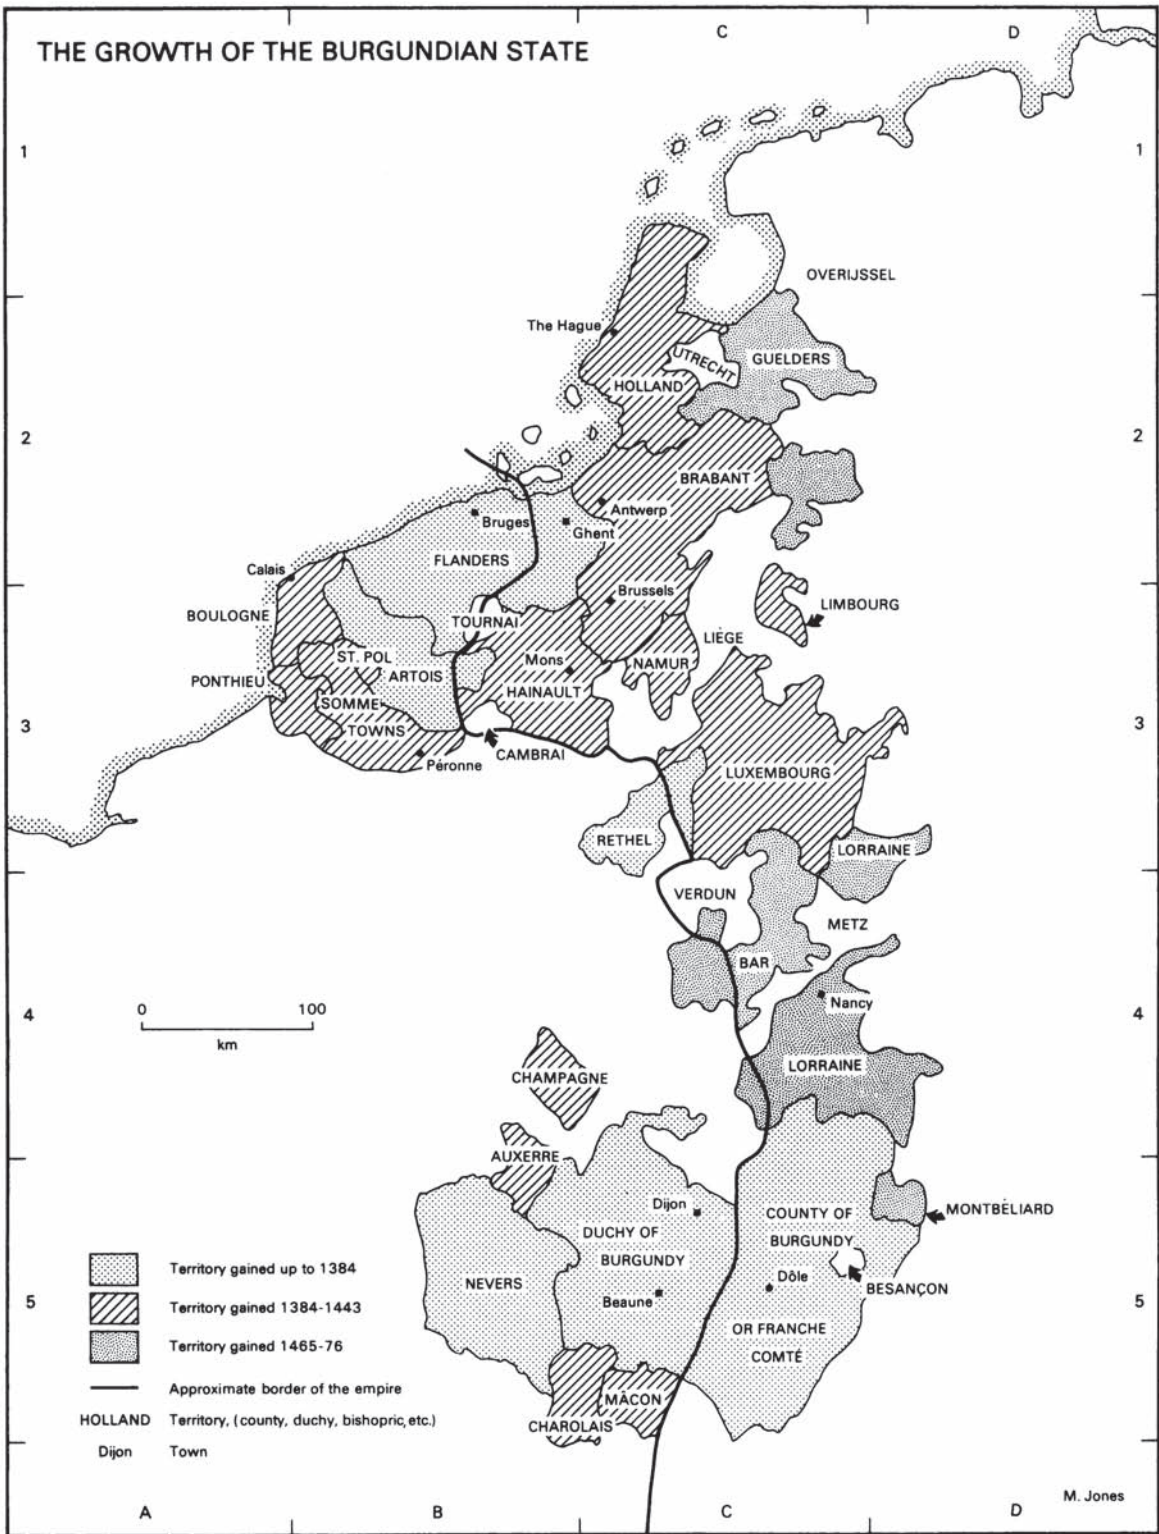 C
D
THE GROWTH OF THE BURGUNDIAN STATE
1
1
OVERIJSSEL
The Hague
UTRECHT
GUELDERS
HOLLAND
2
2
BRABANT
Antwerp
Bruges
Ghent
FLANDERS
Calais
Brussels
BOULOGNE
LIMBOURG
TOURNAI
LIÈGE
ST. POL
Mons
NAMUR
PONTHIEU
ARTOIS
HAINAULT
SOMME
TOWNS
3
3
CAMBRAI
Péronne
LUXEMBOURG
RETHEL
LORRAINE
VERDUN
METZ
BAR
Nancy
0 100
km
4
4
LORRAINE
CHAMPAGNE
AUXERRE
Dijon
COUNTY OF
BURGUNDY
MONTBÉLIARD
DUCHY OF
BURGUNDY
NEVERS
Dôle
BESANÇON
Beaune
5
5
OR FRANCHE
COMTÉ
MÂCON
CHAROLAIS
Territory gained up to 1384
Territory gained 1384-1443
Territory gained 1465-76
Approximate border of the empire
HOLLAND Territory, (county, duchy, bishopric, etc.)
Dijon Town
M. Jones
A
B
C
D